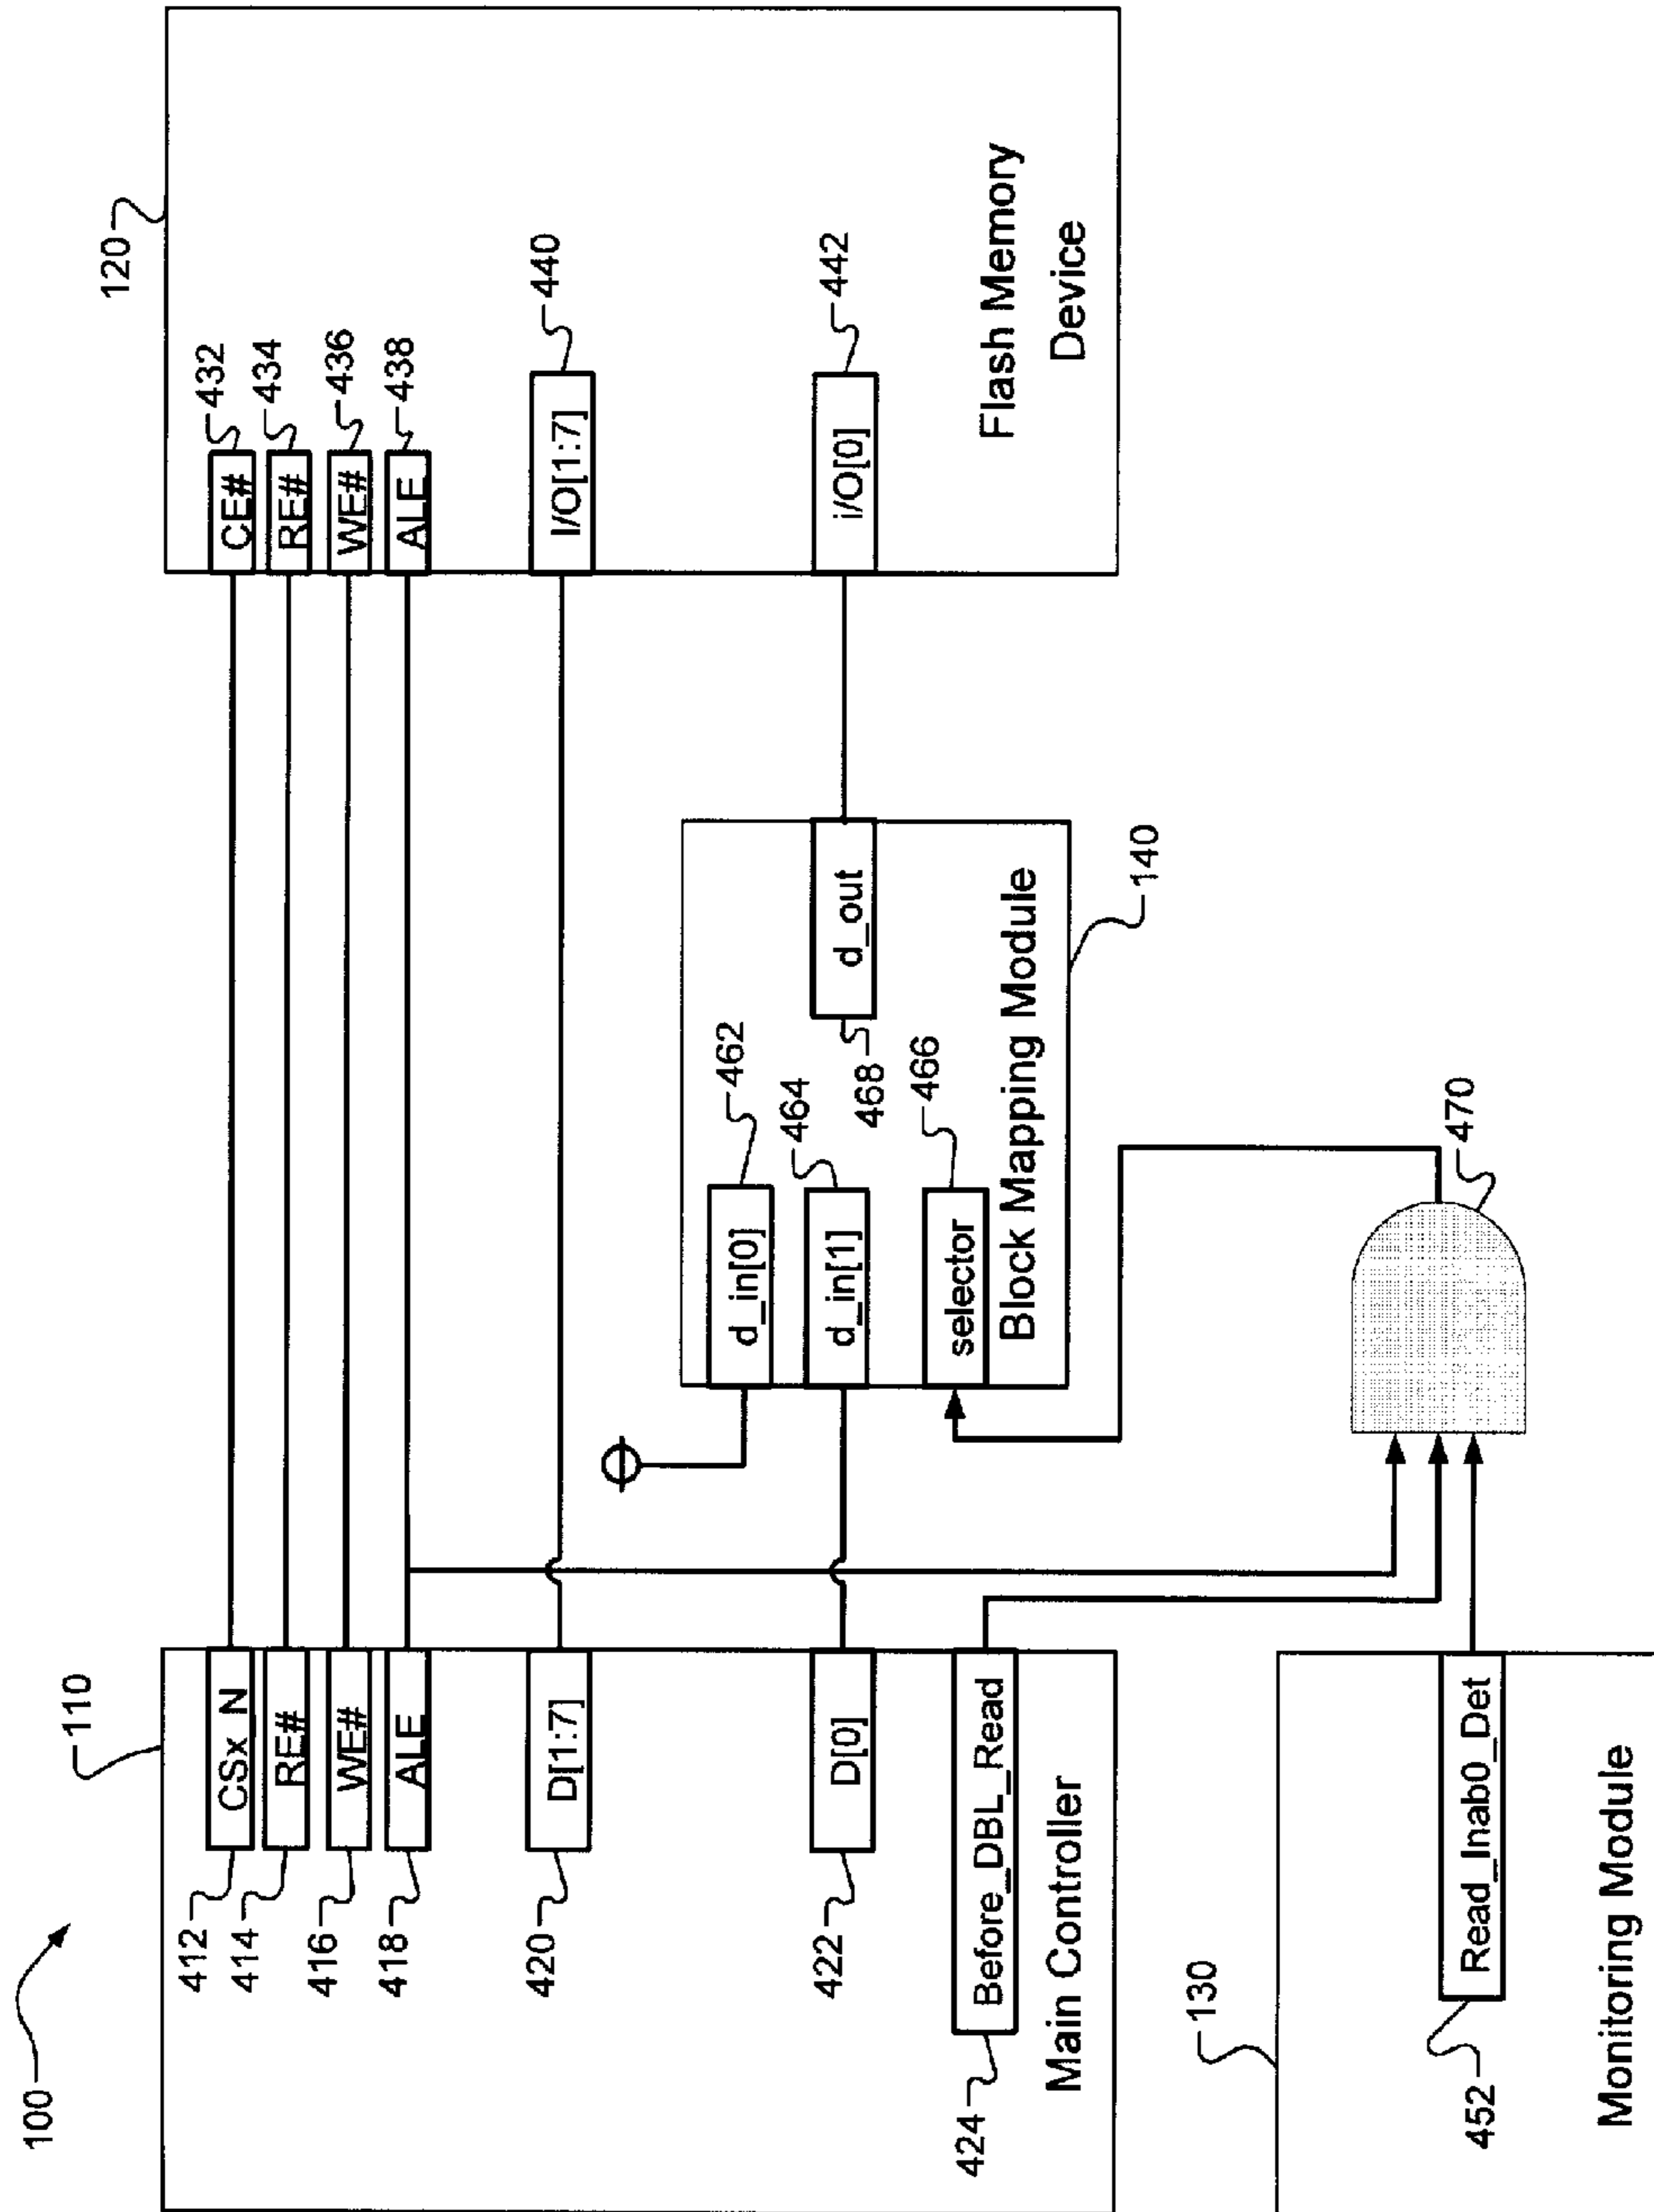 100
110
412
CSx_N
414
RE#
416
WE#
418
ALE
420
D[1:7]
422
D[0]
424
Before_DBL_Read
Main Controller
120
CE#
432
RE#
434
WE#
436
ALE
438
I/O[1:7]
440
i/O[0]
442
Flash Memory
Device
d_in[0]
462
d_in[1]
464
selector
466
d_out
468
Block Mapping Module
140
470
130
452
Read_Inab0_Det
Monitoring Module